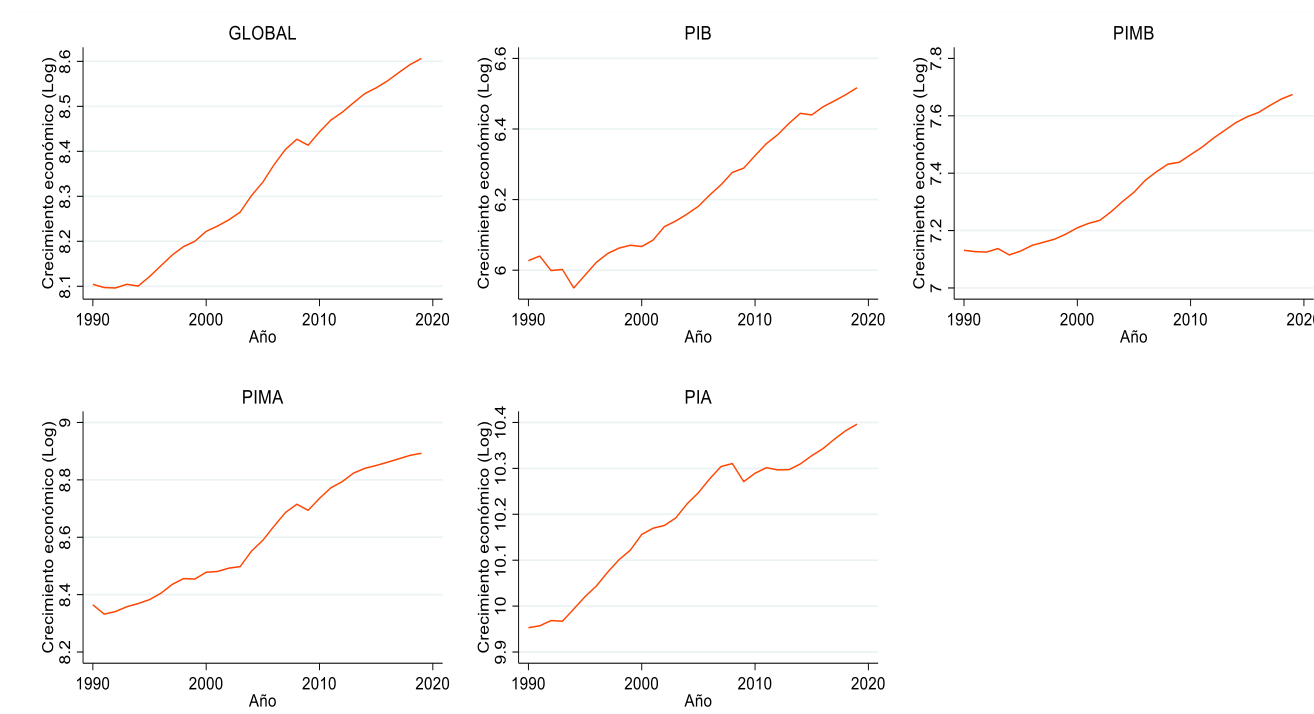 GLOBAL
Crecimiento económico (Log)
8.6
8.5
8.4
8.3
8.2
8.1
1990 2000 2010 2020
Año
PIB
Crecimiento económico (Log)
6.6
6.4
6.2
6
1990 2000 2010 2020
Año
PIMB
Crecimiento económico (Log)
7.8
7.6
7.4
7.2
7
1990 2000 2010 202
Año
PIMA
Crecimiento económico (Log)
9
8.8
8.6
8.4
8.2
1990 2000 2010 2020
Año
PIA
Crecimiento económico (Log)
10.4
10.3
10.2
10.1
10
9.9
1990 2000 2010 2020
Año